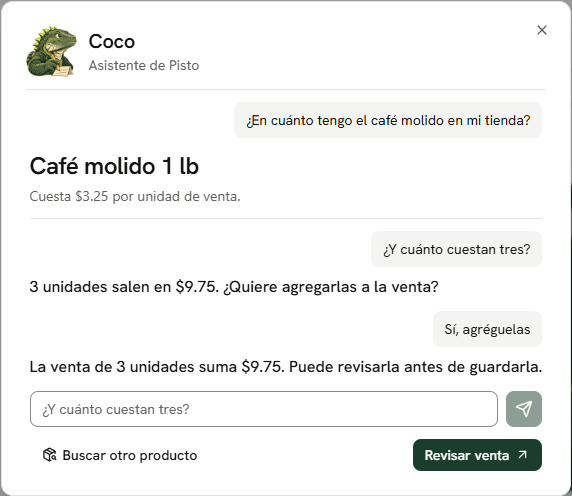 Coco
Asistente de Pisto
¿En cuánto tengo el café molido en mi tienda?
Café molido 1 lb
Cuesta $3.25 por unidad de venta.
¿Y cuánto cuestan tres?
3 unidades salen en $9.75. ¿Quiere agregarlas a la venta?
Sí, agréguelas
La venta de 3 unidades suma $9.75. Puede revisarla antes de guardarla.
¿Y cuánto cuestan tres?
Buscar otro producto
Revisar venta